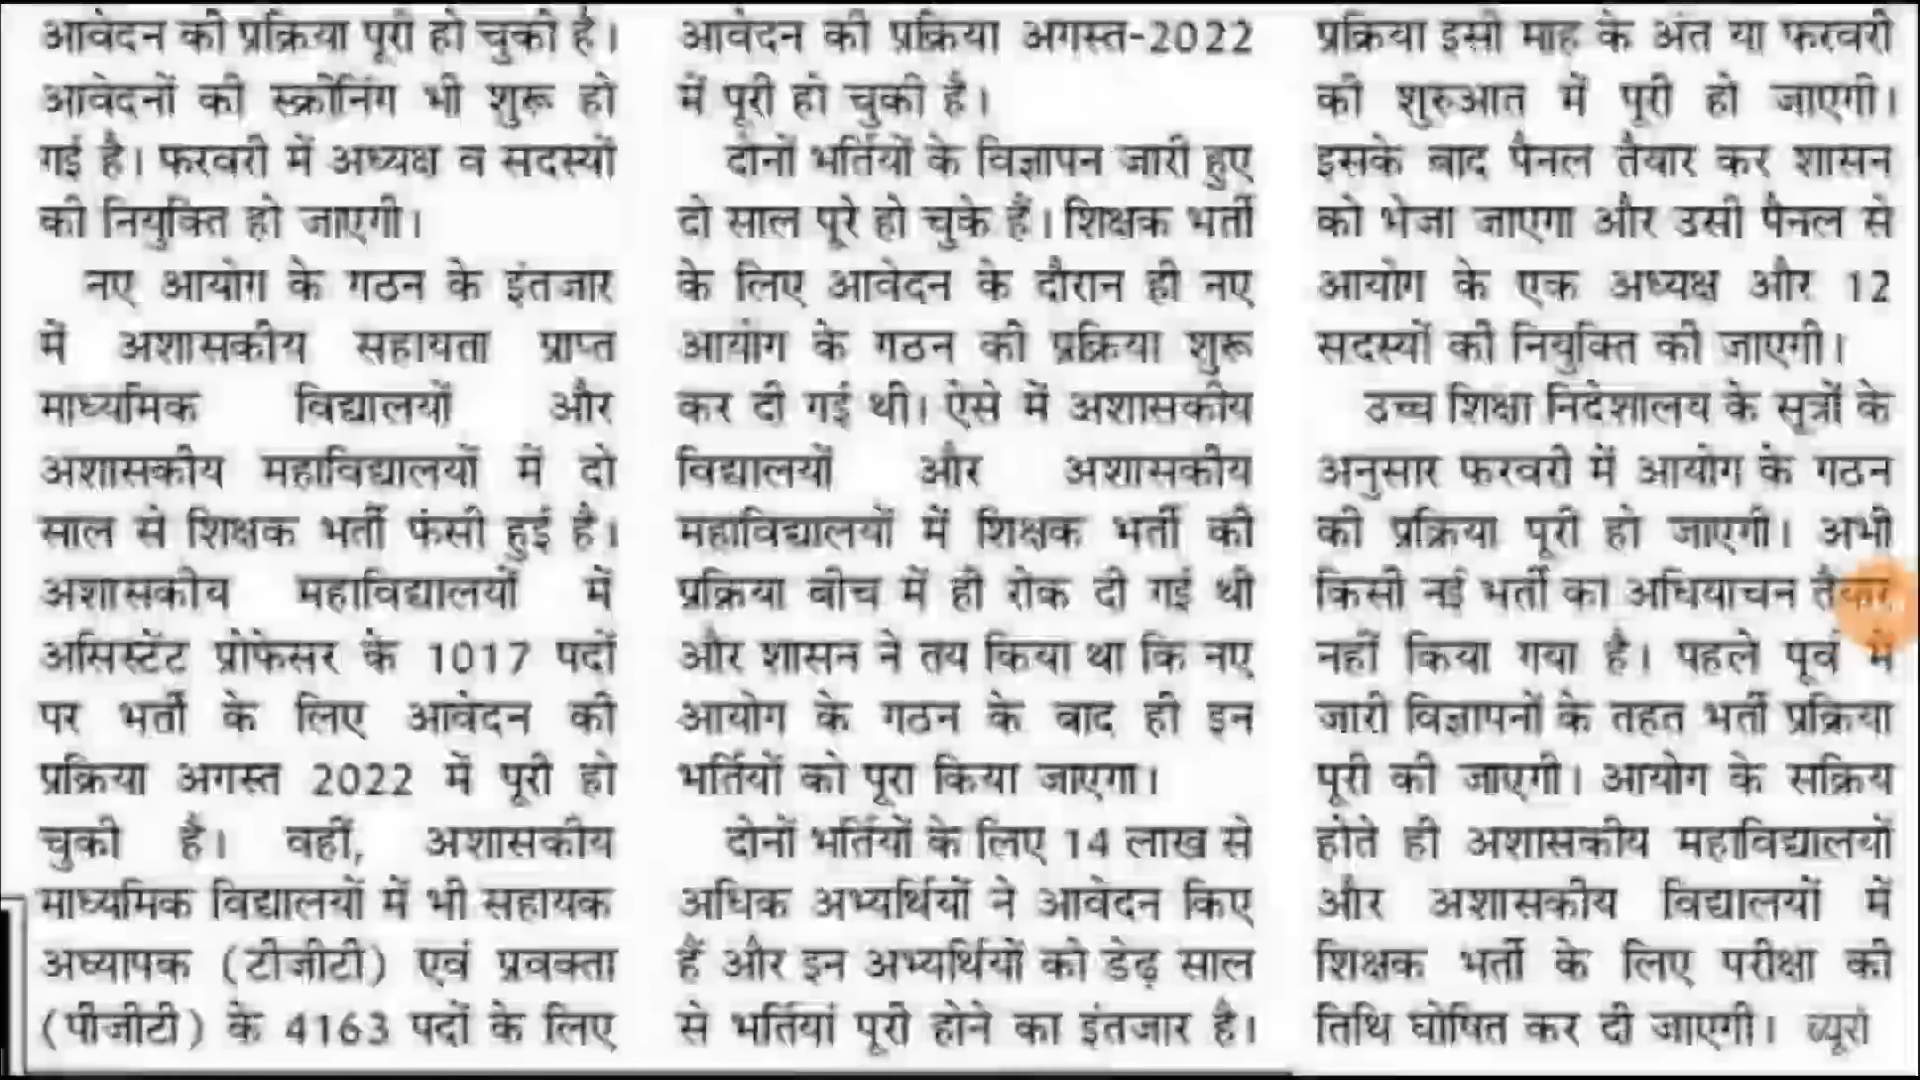 आवेदन की प्रक्रिया पूरी हो चुकी है।
आवेदनों की स्क्रीनिंग भी शुरू हो
गई है। फरवरी में अध्यक्ष व सदस्यों
की नियुक्ति हो जाएगी।
नए आयोग के गठन के इंतजार
में अशासकीय सहायता प्राप्त
माध्यमिक विद्यालयों और
अशासकीय महाविद्यालयों में दो
साल से शिक्षक भर्ती फंसी हुई है।
अशासकीय महाविद्यालयों में
असिस्टेंट प्रोफेसर के 1017 पदों
पर भर्ती के लिए आवेदन की
प्रक्रिया अगस्त 2022 में पूरी हो
चुकी है। वहीं, अशासकीय
माध्यमिक विद्यालयों में भी सहायक
अध्यापक (टीजीटी) एवं प्रवक्ता
(पीजीटी) के 4163 पदों के लिए
आवेदन की प्रक्रिया अगस्त-2022
में पूरी हो चुकी है।
दोनों भर्तियों के विज्ञापन जारी हुए
दो साल पूरे हो चुके हैं। शिक्षक भर्ती
के लिए आवेदन के दौरान ही नए
आयोग के गठन की प्रक्रिया शुरू
कर दी गई थी। ऐसे में अशासकीय
विद्यालयों और अशासकीय
महाविद्यालयों में शिक्षक भर्ती की
प्रक्रिया बीच में ही रोक दी गई थी
और शासन ने तय किया था कि नए
आयोग के गठन के बाद ही इन
भर्तियों को पूरा किया जाएगा।
दोनों भर्तियों के लिए 14 लाख से
अधिक अभ्यर्थियों ने आवेदन किए
हैं और इन अभ्यर्थियों को डेढ़ साल
से भर्तियां पूरी होने का इंतजार है।
प्रक्रिया इसी माह के अंत या फरवरी
की शुरुआत में पूरी हो जाएगी।
इसके बाद पैनल तैयार कर शासन
को भेजा जाएगा और उसी पैनल से
आयोग के एक अध्यक्ष और 12
सदस्यों की नियुक्ति की जाएगी।
उच्च शिक्षा निदेशालय के सूत्रों के
अनुसार फरवरी में आयोग के गठन
की प्रक्रिया पूरी हो जाएगी। अभी
किसी नई भर्ती का अधियाचन तैयार
नहीं किया गया है। पहले पूर्व में
जारी विज्ञापनों के तहत भर्ती प्रक्रिया
पूरी की जाएगी। आयोग के सक्रिय
होते ही अशासकीय महाविद्यालयों
और अशासकीय विद्यालयों में
शिक्षक भर्ती के लिए परीक्षा की
तिथि घोषित कर दी जाएगी। ब्यूरो